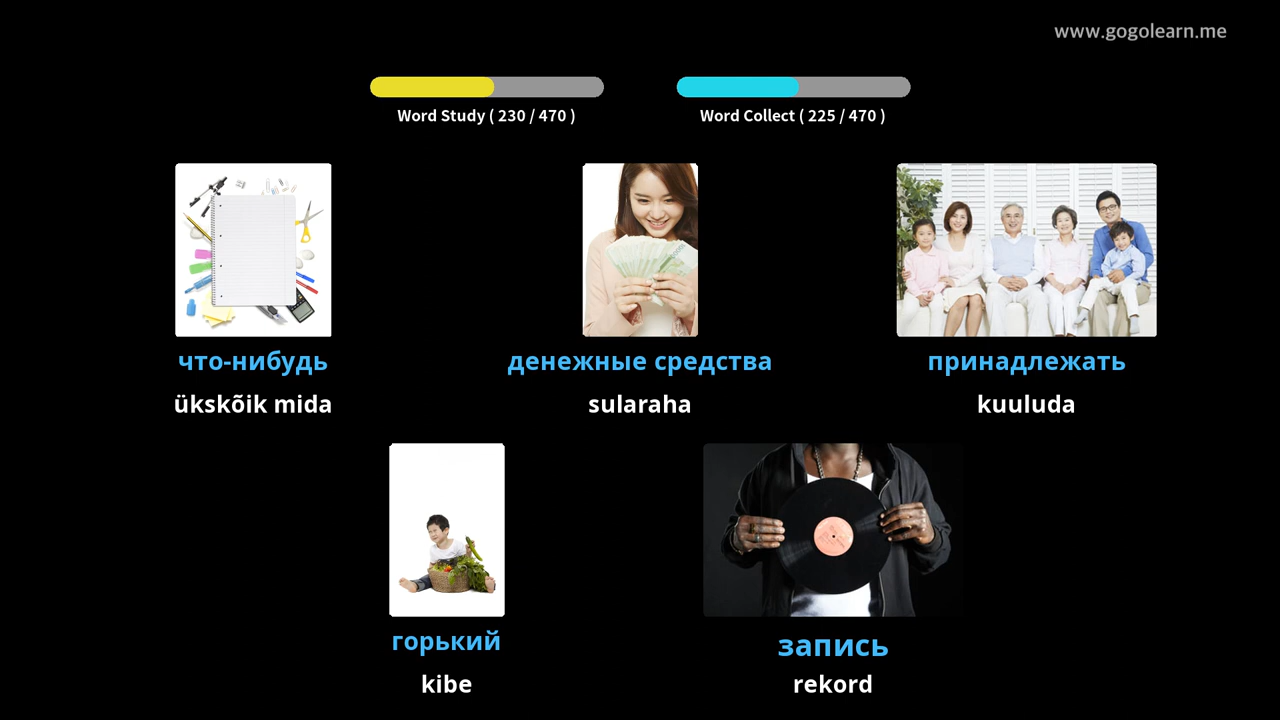 www.gogolearn.me
Word Study ( 230 / 470 )
Word Collect ( 225 / 470 )
что-нибудь
ükskõik mida
денежные средства
sularaha
принадлежать
kuuluda
горький
kibe
запись
rekord